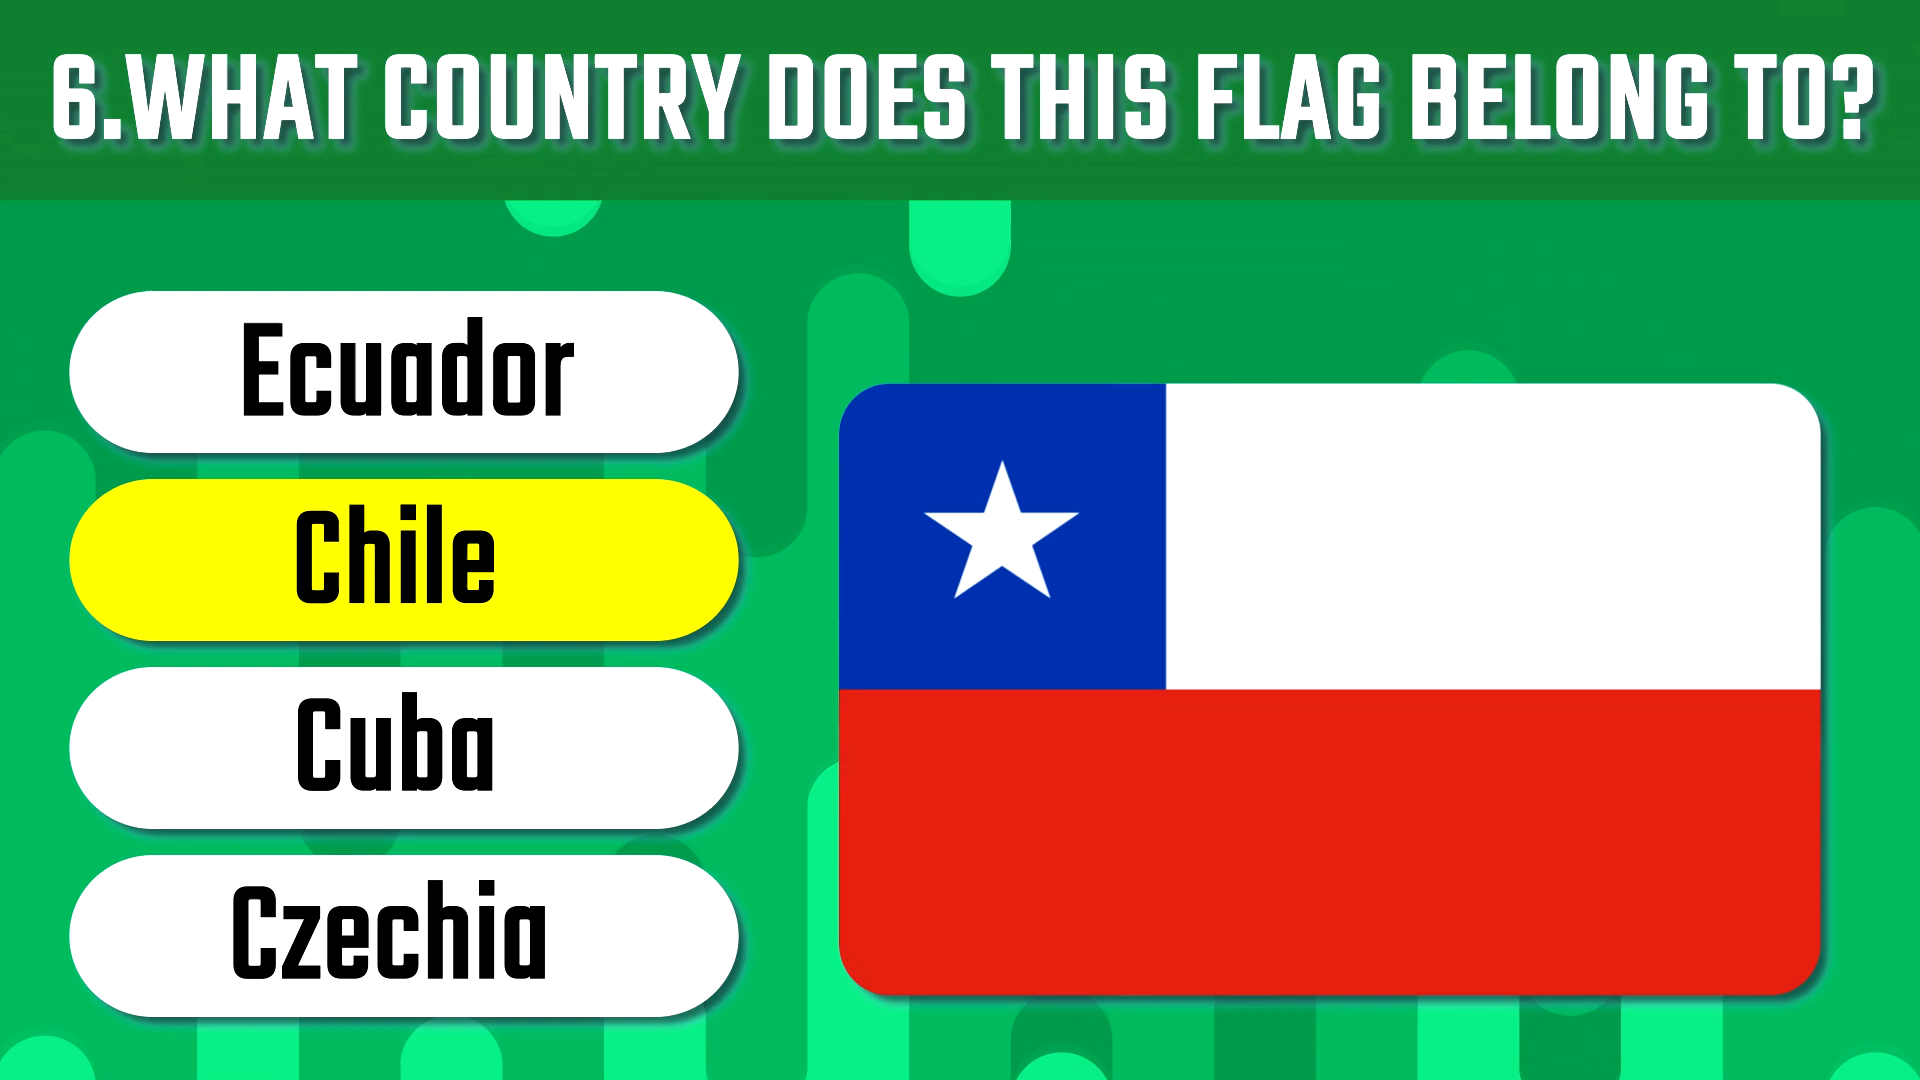 6.WHAT COUNTRY DOES THIS FLAG BELONG TO?
Ecuador
Chile
Cuba
Czechia